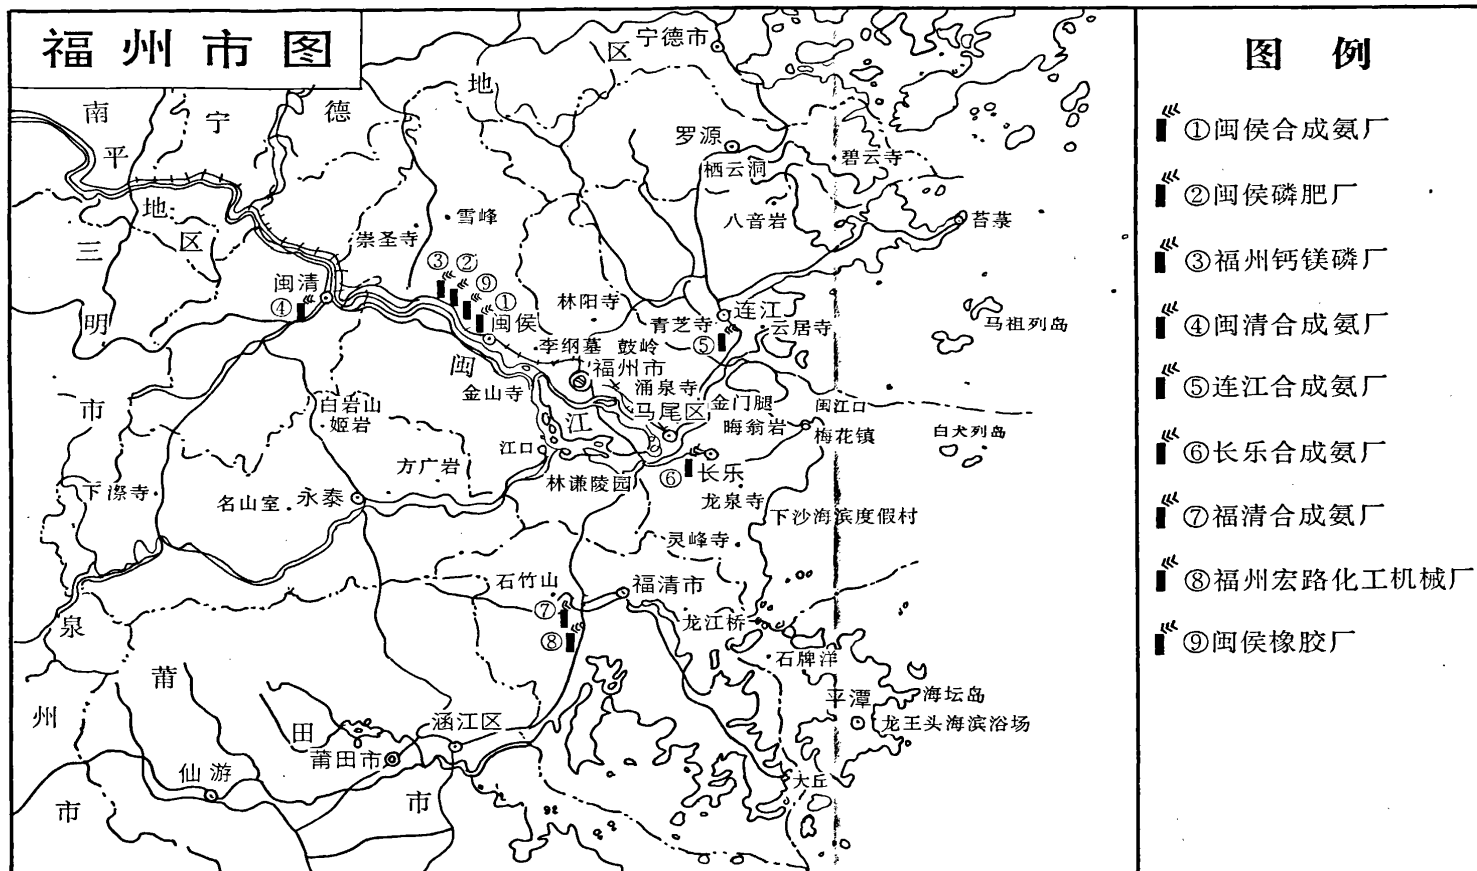 福州市图
图例
①闽侯合成氨厂
②闽侯磷肥厂
③福州钙镁磷厂
④闽清合成氨厂
⑤连江合成氨厂
⑥长乐合成氨厂
⑦福清合成氨厂
⑧福州宏路化工机械厂
⑨闽侯橡胶厂
宁德市
区
地
德
宁
南
平
地
区
罗源
栖云洞
碧云寺
八音岩
苔菉
雪峰
崇圣寺
三
明
市
闽清
④
③
②
⑨
①
闽侯
林阳寺
连江
青芝寺
云居寺
⑤
马祖列岛
李纲墓
鼓岭
福州市
闽
江
金山寺
涌泉寺
马尾区
金门腿
闽江口
晦翁岩
梅花镇
白犬列岛
白岩山
姬岩
江口
方广岩
林谦陵园
⑥
长乐
龙泉寺
名山室
永泰
下漈寺
下沙海滨度假村
灵峰寺
石竹山
福清市
⑦
⑧
龙江桥
石牌洋
平潭
海坛岛
龙王头海滨浴场
大丘
泉
州
市
莆
田
市
涵江区
莆田市
仙游